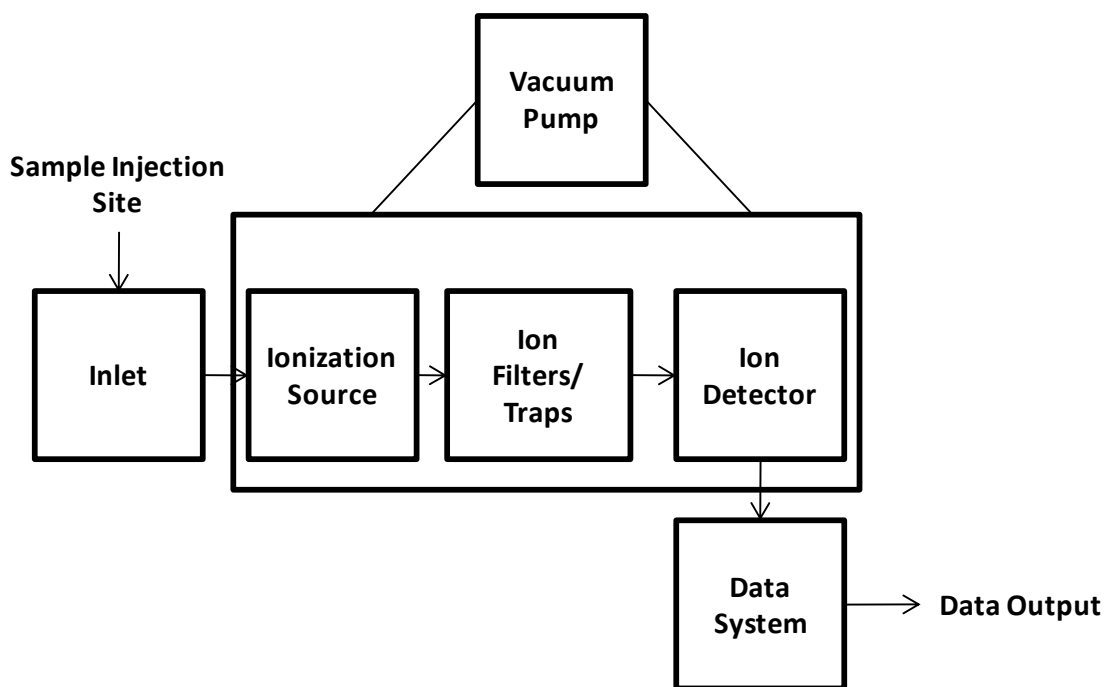 Vacuum
Pump
Sample Injection
Site
Inlet
Ionization
Source
Ion
Filters/
Traps
Ion
Detector
Data
System
Data Output